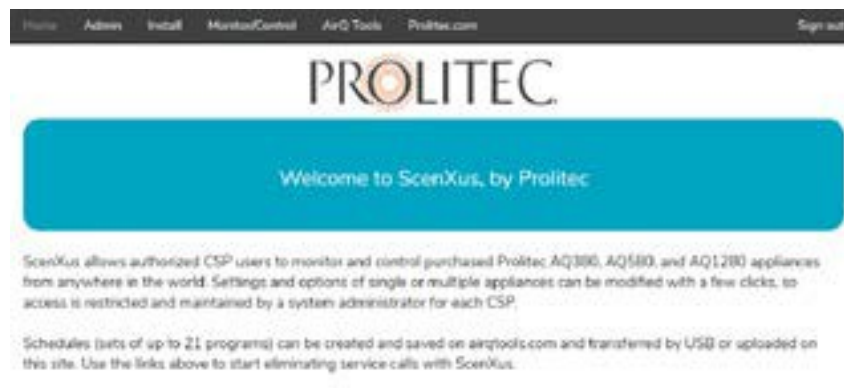 Home Admin Install Monitor/Control AirQ Tools Prolitec.com Sign out
PROLITEC
Welcome to ScenXus, by Prolitec
ScenXus allows authorized CSP users to monitor and control purchased Prolitec AQ380, AQ580, and AQ1280 appliances
from anywhere in the world. Settings and options of single or multiple appliances can be modified with a few clicks, so
access is restricted and maintained by a system administrator for each CSP.
Schedules (sets of up to 21 programs) can be created and saved on airqtools.com and transferred by USB or uploaded on
this site. Use the links above to start eliminating service calls with ScenXus.